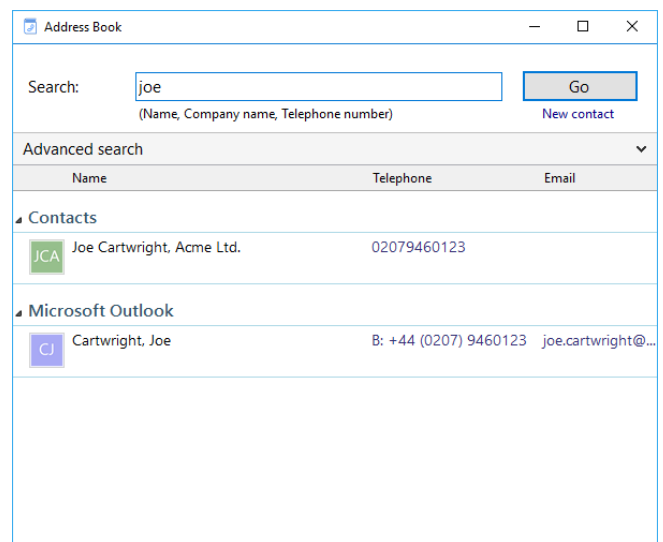 Address Book
Search: joe Go
(Name, Company name, Telephone number) New contact
Advanced search
Name Telephone Email
Contacts
JCA Joe Cartwright, Acme Ltd. 02079460123
Microsoft Outlook
CJ Cartwright, Joe B: +44 (0207) 9460123 joe.cartwright@...